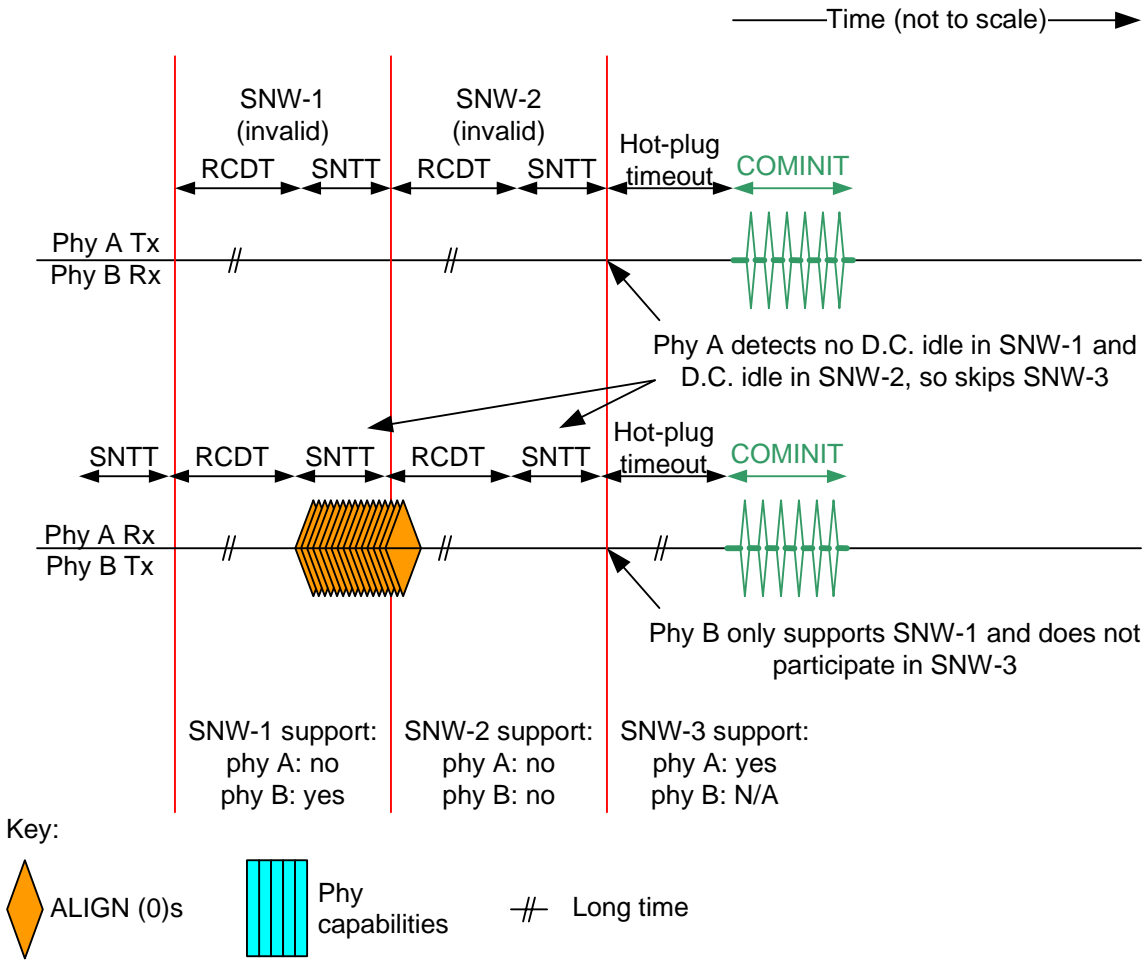 Time (not to scale)
SNW-1
(invalid)
SNW-2
(invalid)
RCDT
SNTT
RCDT
SNTT
Hot-plug
timeout
COMINIT
Phy A Tx
Phy B Rx
Phy A detects no D.C. idle in SNW-1 and
D.C. idle in SNW-2, so skips SNW-3
SNTT
RCDT
SNTT
RCDT
SNTT
Hot-plug
timeout
COMINIT
Phy A Rx
Phy B Tx
Phy B only supports SNW-1 and does not
participate in SNW-3
SNW-1 support:
phy A: no
phy B: yes
SNW-2 support:
phy A: no
phy B: no
SNW-3 support:
phy A: yes
phy B: N/A
Key:
ALIGN (0)s
Phy
capabilities
Long time